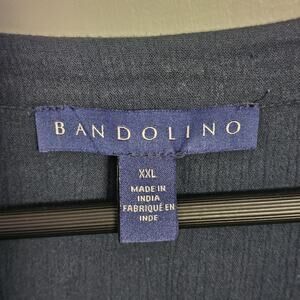 BANDOLINO
XXL
MADE IN
INDIA
FABRIQUÉ EN
INDE